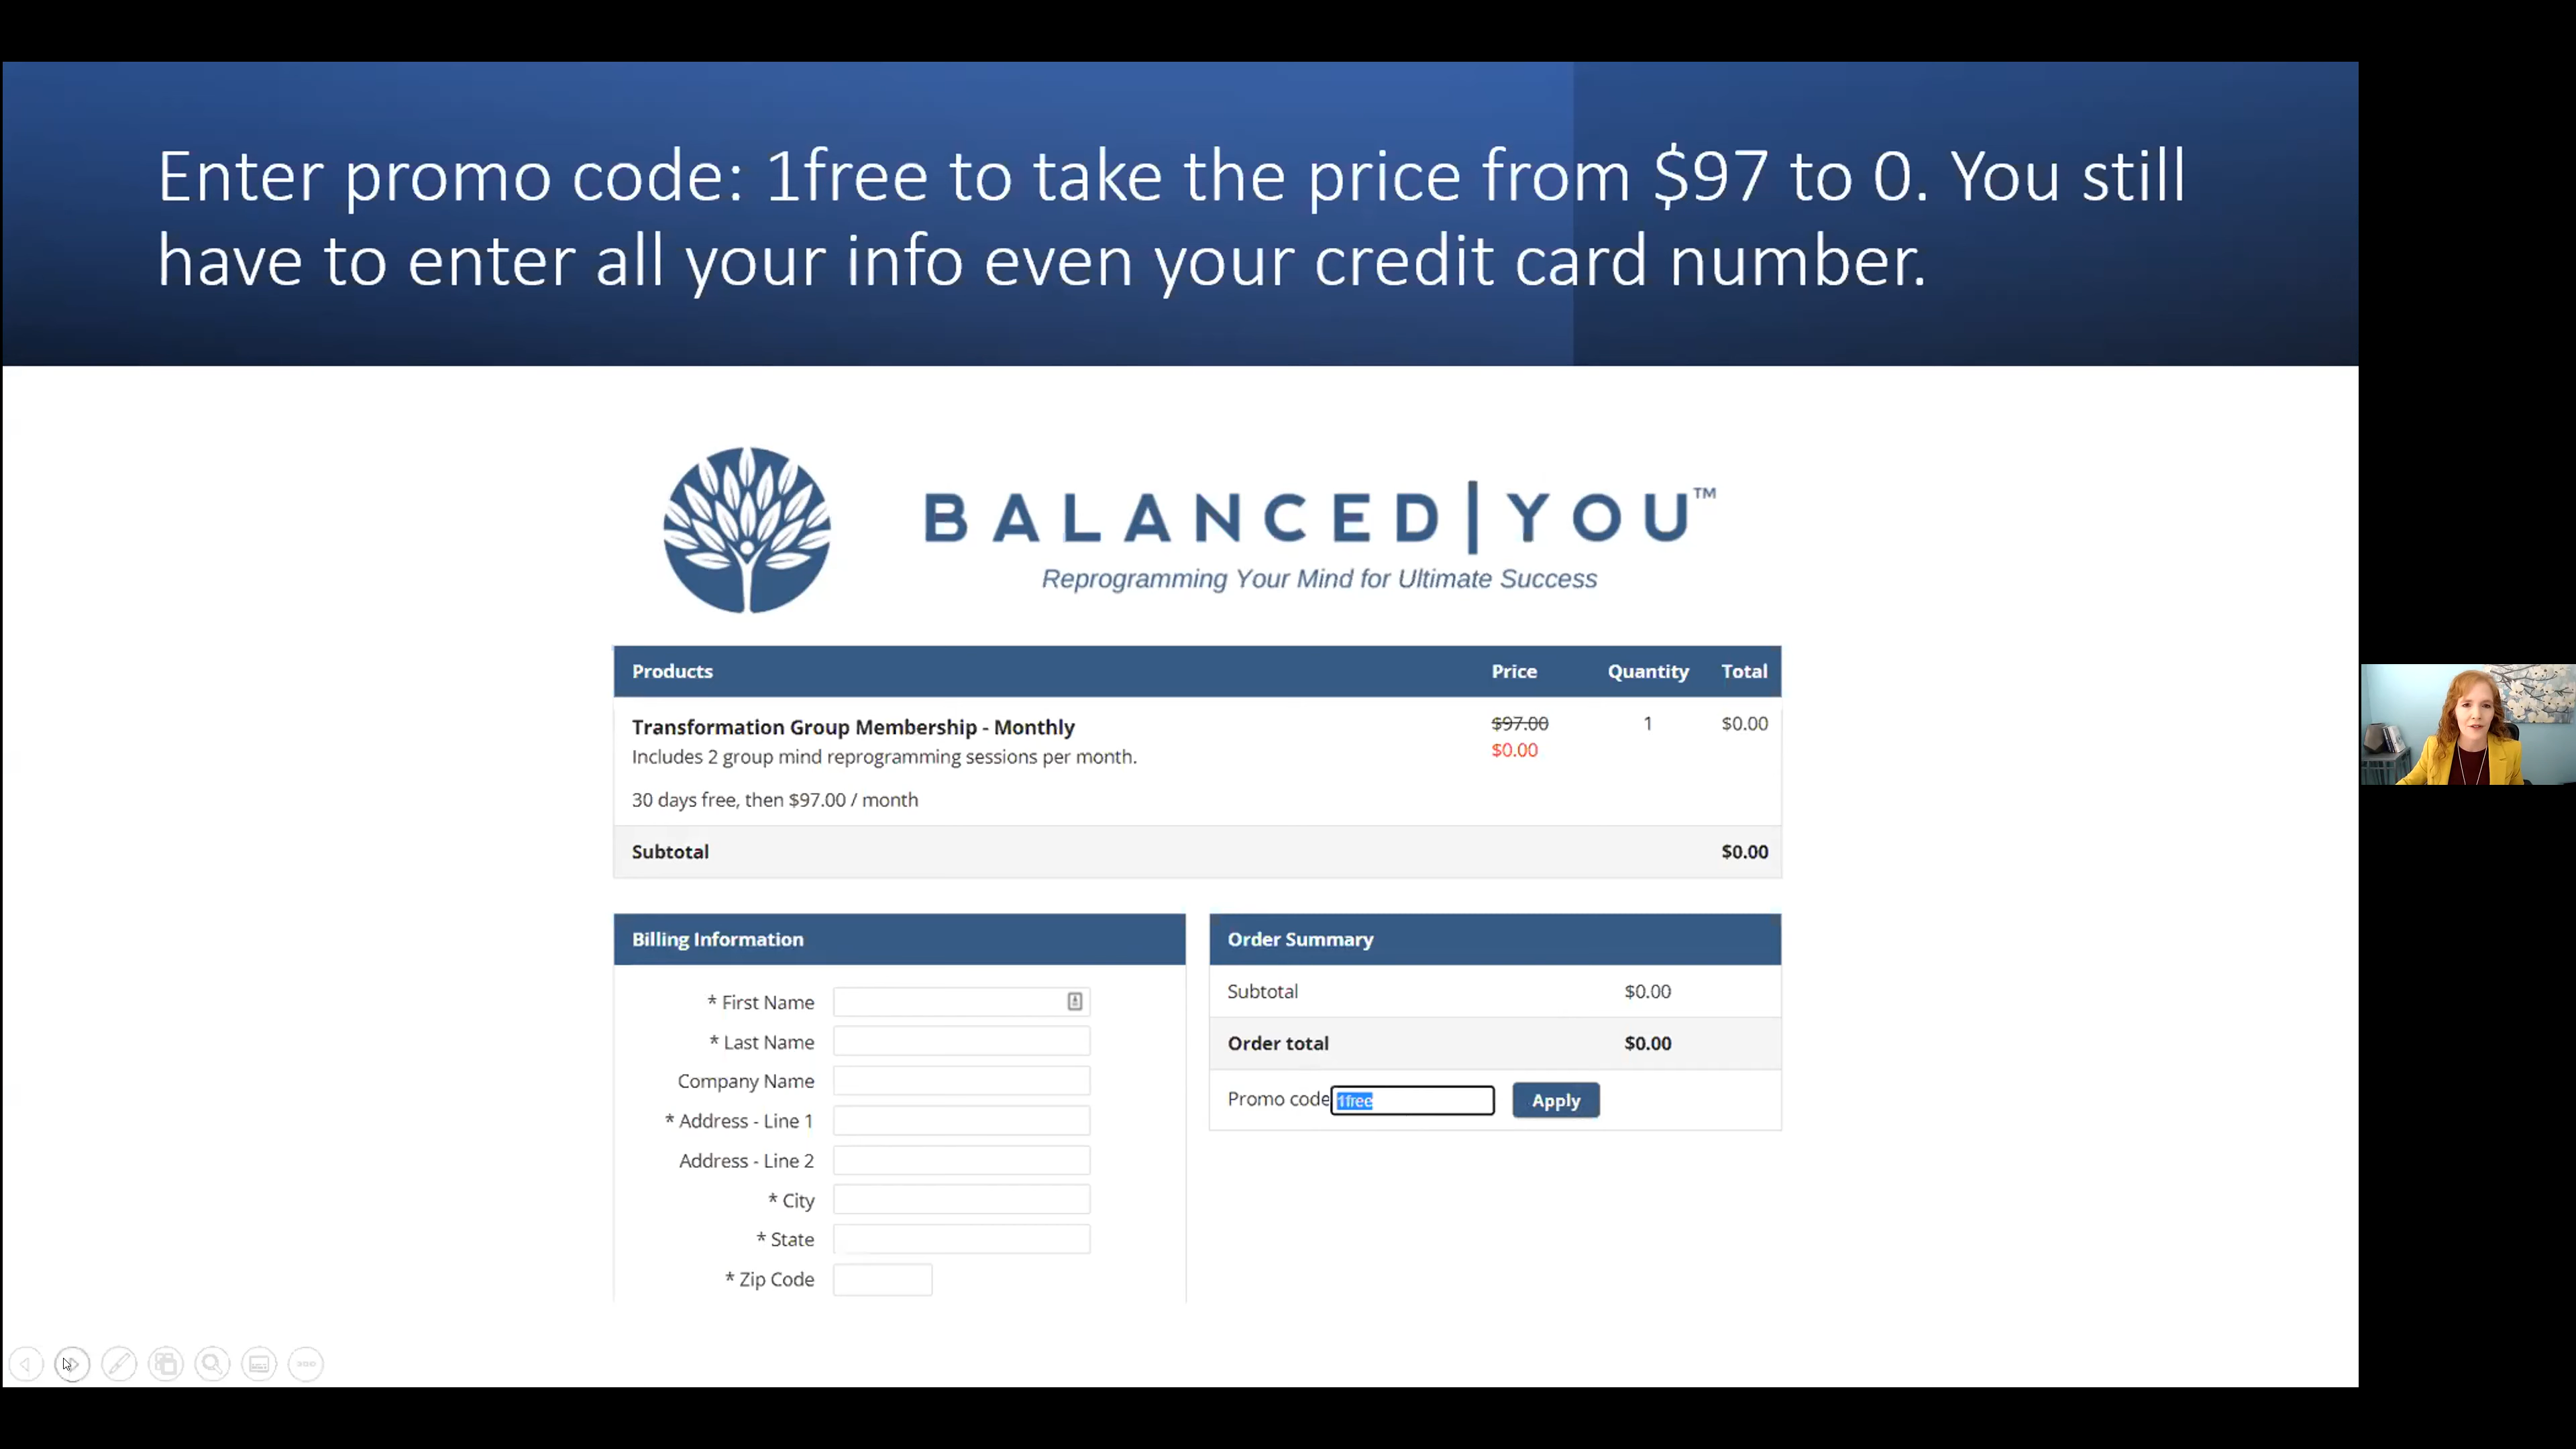 Enter promo code: 1free to take the price from $97 to 0. You still
have to enter all your info even your credit card number.
BALANCED|YOU™
Reprogramming Your Mind for Ultimate Success
Products Price Quantity Total
Transformation Group Membership - Monthly $97.00 1 $0.00
Includes 2 group mind reprogramming sessions per month. $0.00
30 days free, then $97.00 / month
Subtotal $0.00
Billing Information
* First Name
* Last Name
Company Name
* Address - Line 1
Address - Line 2
* City
* State
* Zip Code
Order Summary
Subtotal $0.00
Order total $0.00
Promo code 1free Apply